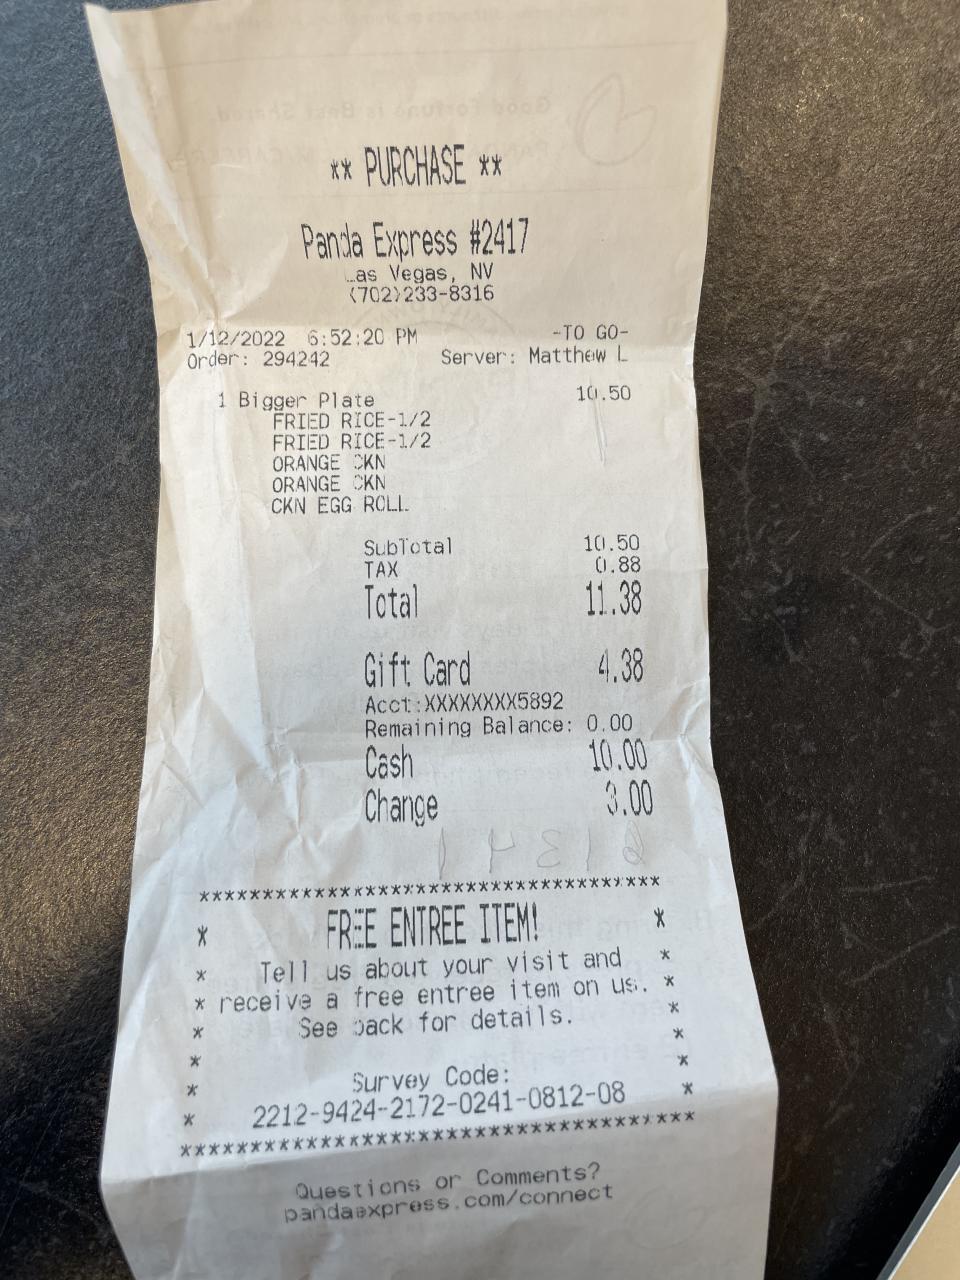 ** PURCHASE **
Panda Express #2417
Las Vegas, NV
(702)233-8316
1/12/2022 6:52:20 PM -TO GO-
Order: 294242 Server: Matthew L
1 Bigger Plate 10.50
FRIED RICE-1/2
FRIED RICE-1/2
ORANGE CKN
ORANGE CKN
CKN EGG ROLL
SubTotal 10.50
TAX 0.88
Total 11.38
Gift Card 4.38
Acct:XXXXXXXX5892
Remaining Balance: 0.00
Cash 10.00
Change 3.00
****************************************
* FREE ENTREE ITEM! *
* Tell us about your visit and *
* receive a free entree item on us. *
* See back for details. *
* *
* Survey Code: *
* 2212-9424-2172-0241-0812-08 *
****************************************
Questions or Comments?
pandaexpress.com/connect